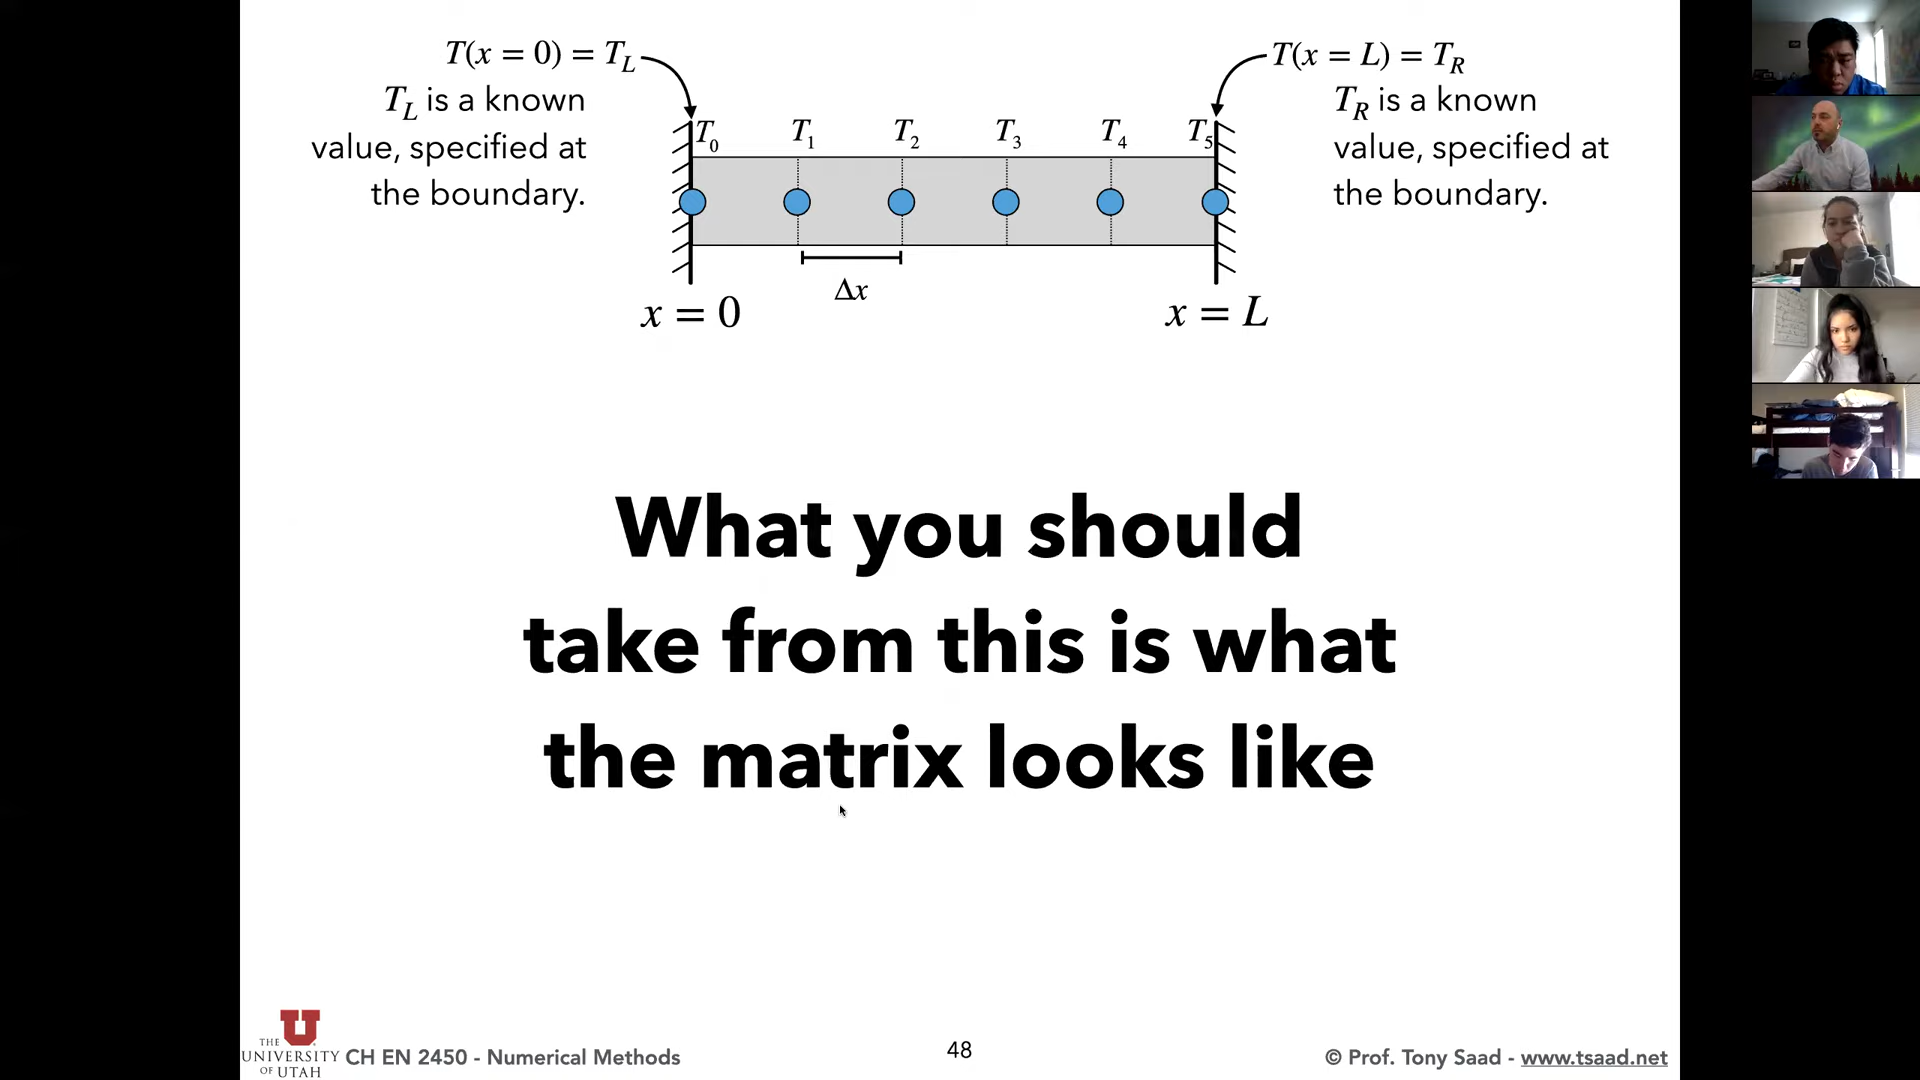 T(x = 0) = T_L
T_L is a known
value, specified at
the boundary.
T(x = L) = T_R
T_R is a known
value, specified at
the boundary.
T_0 T_1 T_2 T_3 T_4 T_5
Δx
x = 0
x = L
What you should
take from this is what
the matrix looks like
THE
UNIVERSITY
OF UTAH
CH EN 2450 - Numerical Methods
48
© Prof. Tony Saad - www.tsaad.net